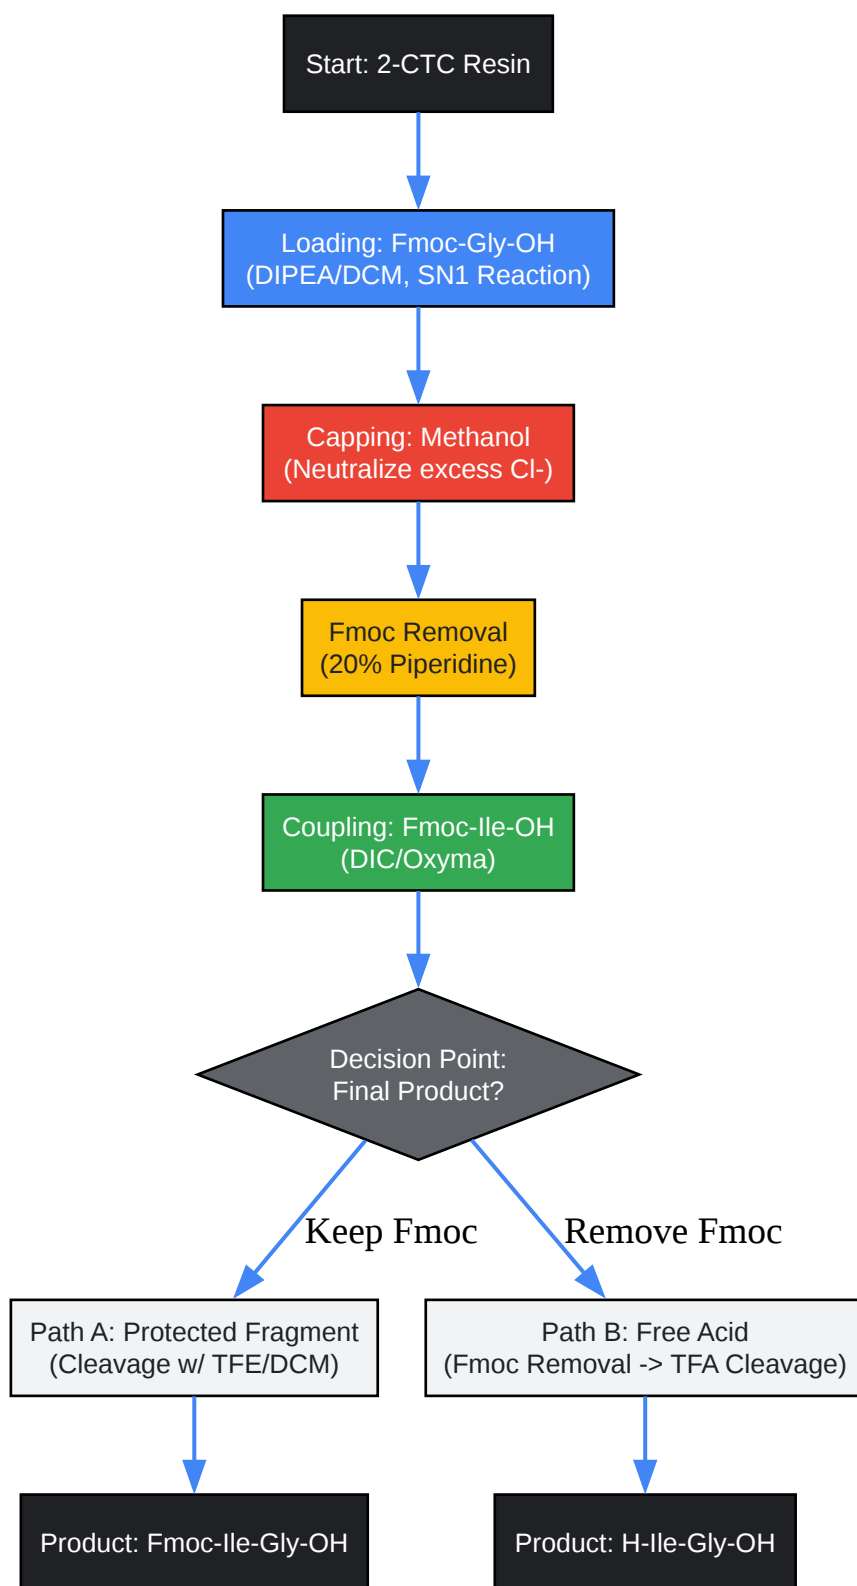 Start: 2-CTC Resin
Loading: Fmoc-Gly-OH
(DIPEA/DCM, SN1 Reaction)
Capping: Methanol
(Neutralize excess Cl-)
Fmoc Removal
(20% Piperidine)
Coupling: Fmoc-Ile-OH
(DIC/Oxyma)
Decision Point:
Final Product?
Keep Fmoc
Remove Fmoc
Path A: Protected Fragment
(Cleavage w/ TFE/DCM)
Path B: Free Acid
(Fmoc Removal -> TFA Cleavage)
Product: Fmoc-Ile-Gly-OH
Product: H-Ile-Gly-OH